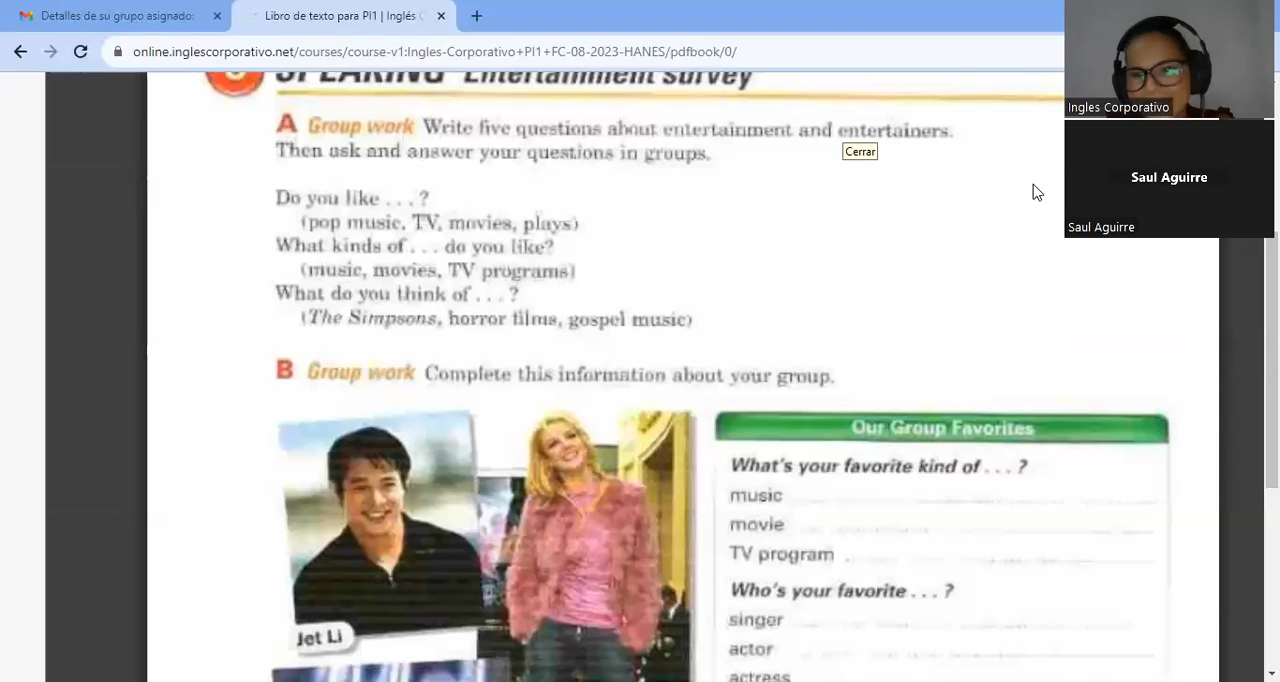 Detalles de su grupo asignado:
Libro de texto para PI1 | Inglés C
online.inglescorporativo.net/courses/course-v1:Ingles-Corporativo+PI1+FC-08-2023-HANES/pdfbook/0/
Ingles Corporativo
Saul Aguirre
Saul Aguirre
SPEAKING Entertainment survey
A Group work Write five questions about entertainment and entertainers.
Then ask and answer your questions in groups.
Cerrar
Do you like . . . ?
(pop music, TV, movies, plays)
What kinds of . . . do you like?
(music, movies, TV programs)
What do you think of . . . ?
(The Simpsons, horror films, gospel music)
B Group work Complete this information about your group.
Jet Li
Our Group Favorites
What's your favorite kind of . . . ?
music
movie
TV program
Who's your favorite . . . ?
singer
actor
actress